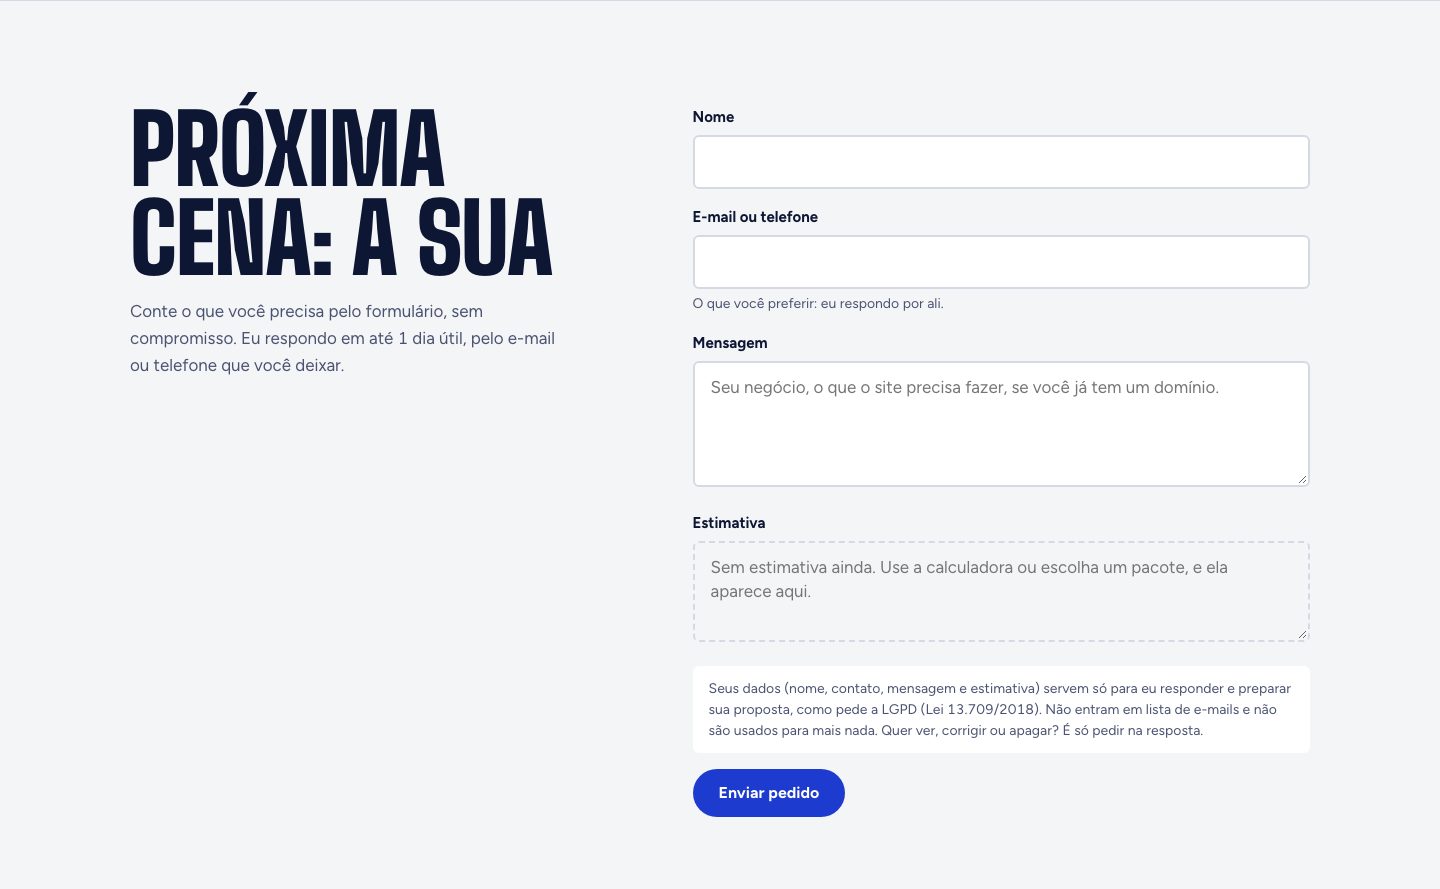 PRÓXIMA
CENA: A SUA
Conte o que você precisa pelo formulário, sem
compromisso. Eu respondo em até 1 dia útil, pelo e-mail
ou telefone que você deixar.
Nome
E-mail ou telefone
O que você preferir: eu respondo por ali.
Mensagem
Seu negócio, o que o site precisa fazer, se você já tem um domínio.
Estimativa
Sem estimativa ainda. Use a calculadora ou escolha um pacote, e ela
aparece aqui.
Seus dados (nome, contato, mensagem e estimativa) servem só para eu responder e preparar
sua proposta, como pede a LGPD (Lei 13.709/2018). Não entram em lista de e-mails e não
são usados para mais nada. Quer ver, corrigir ou apagar? É só pedir na resposta.
Enviar pedido